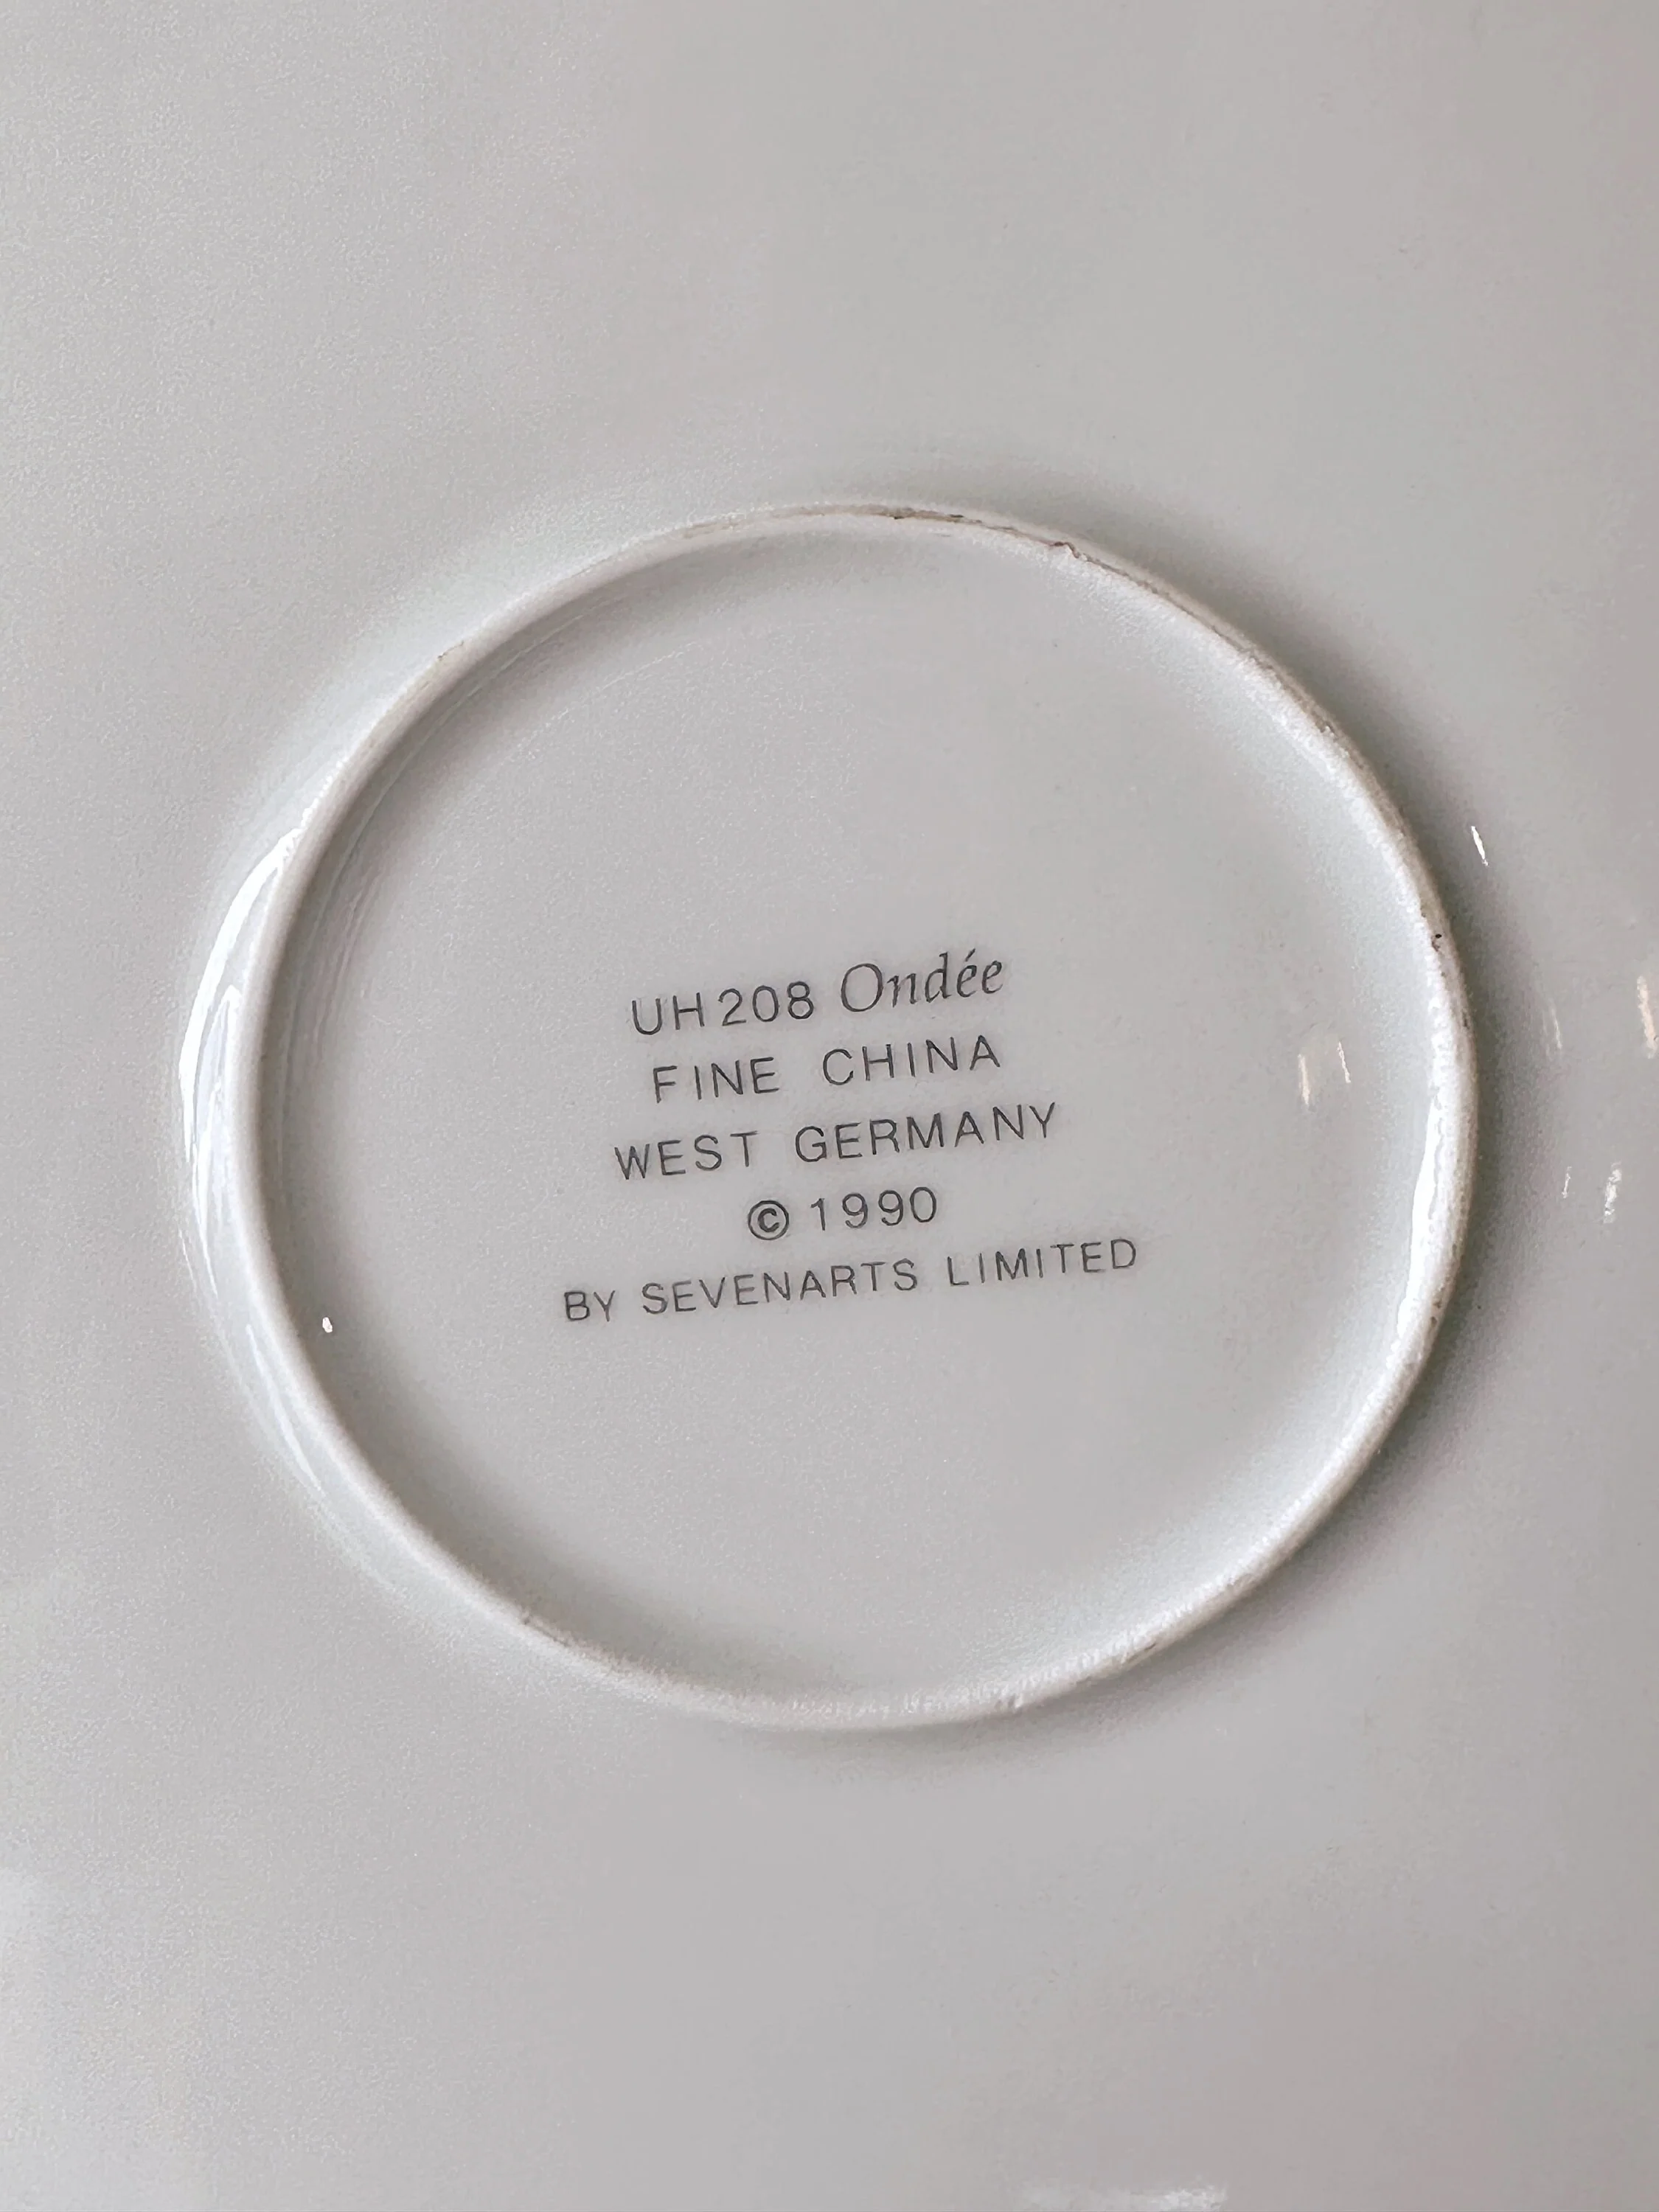 UH208 Ondée
FINE CHINA
WEST GERMANY
© 1990
BY SEVENARTS LIMITED